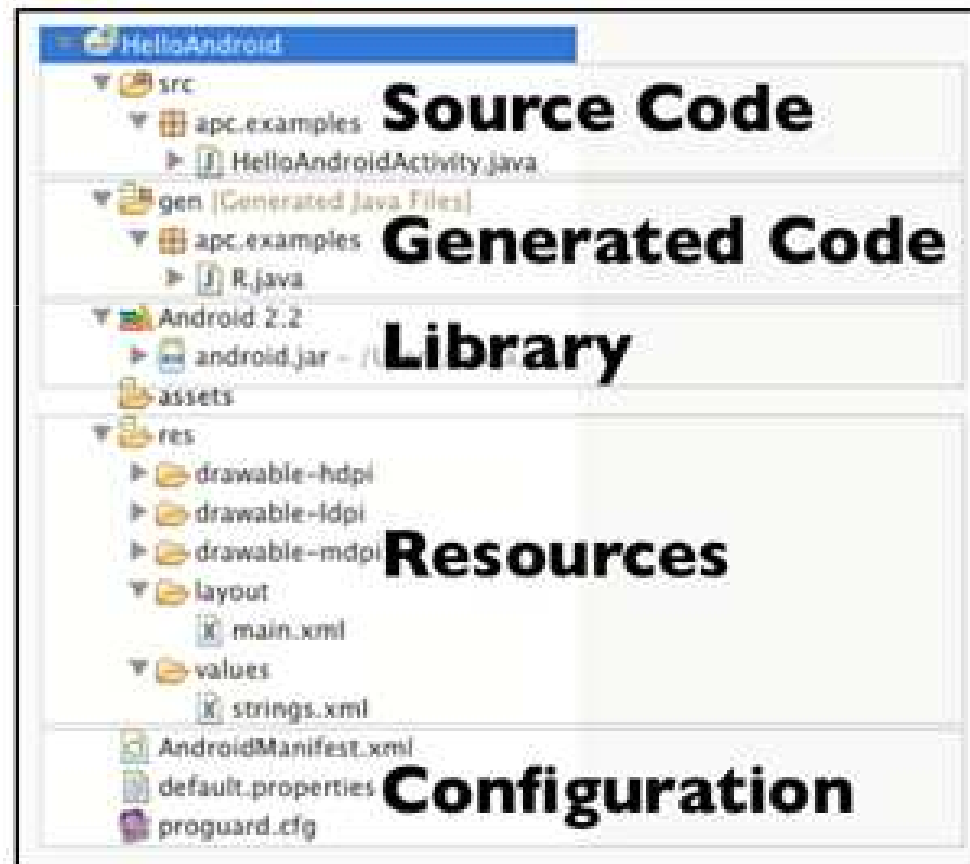 HelloAndroid
src
Source Code
apc.examples
HelloAndroidActivity.java
gen [Generated Java Files]
apc.examples
Generated Code
R.java
Android 2.2
android.jar -
Library
assets
res
drawable-hdpi
drawable-ldpi
drawable-mdpi
Resources
layout
main.xml
values
strings.xml
AndroidManifest.xml
default.properties
Configuration
proguard.cfg